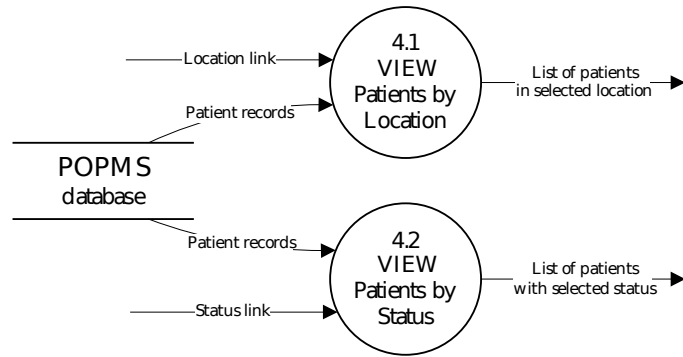 Location link
4.1
VIEW
Patients by
Location
List of patients
in selected location
Patient records
POPMS
database
Patient records
4.2
VIEW
Patients by
Status
List of patients
with selected status
Status link